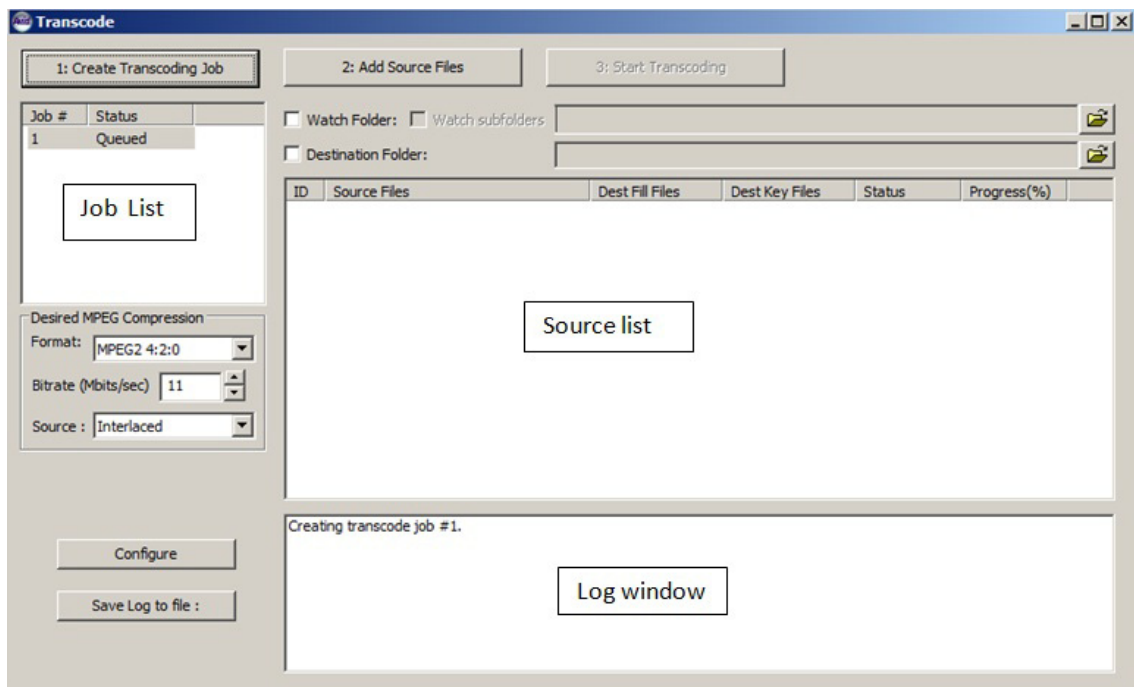 Transcode
1: Create Transcoding Job
2: Add Source Files
3: Start Transcoding
Job # Status
1 Queued
Job List
Watch Folder: Watch subfolders
Destination Folder:
ID Source Files Dest Fill Files Dest Key Files Status Progress(%)
Source list
Desired MPEG Compression
Format: MPEG2 4:2:0
Bitrate (Mbits/sec) 11
Source : Interlaced
Configure
Save Log to file :
Creating transcode job #1.
Log window